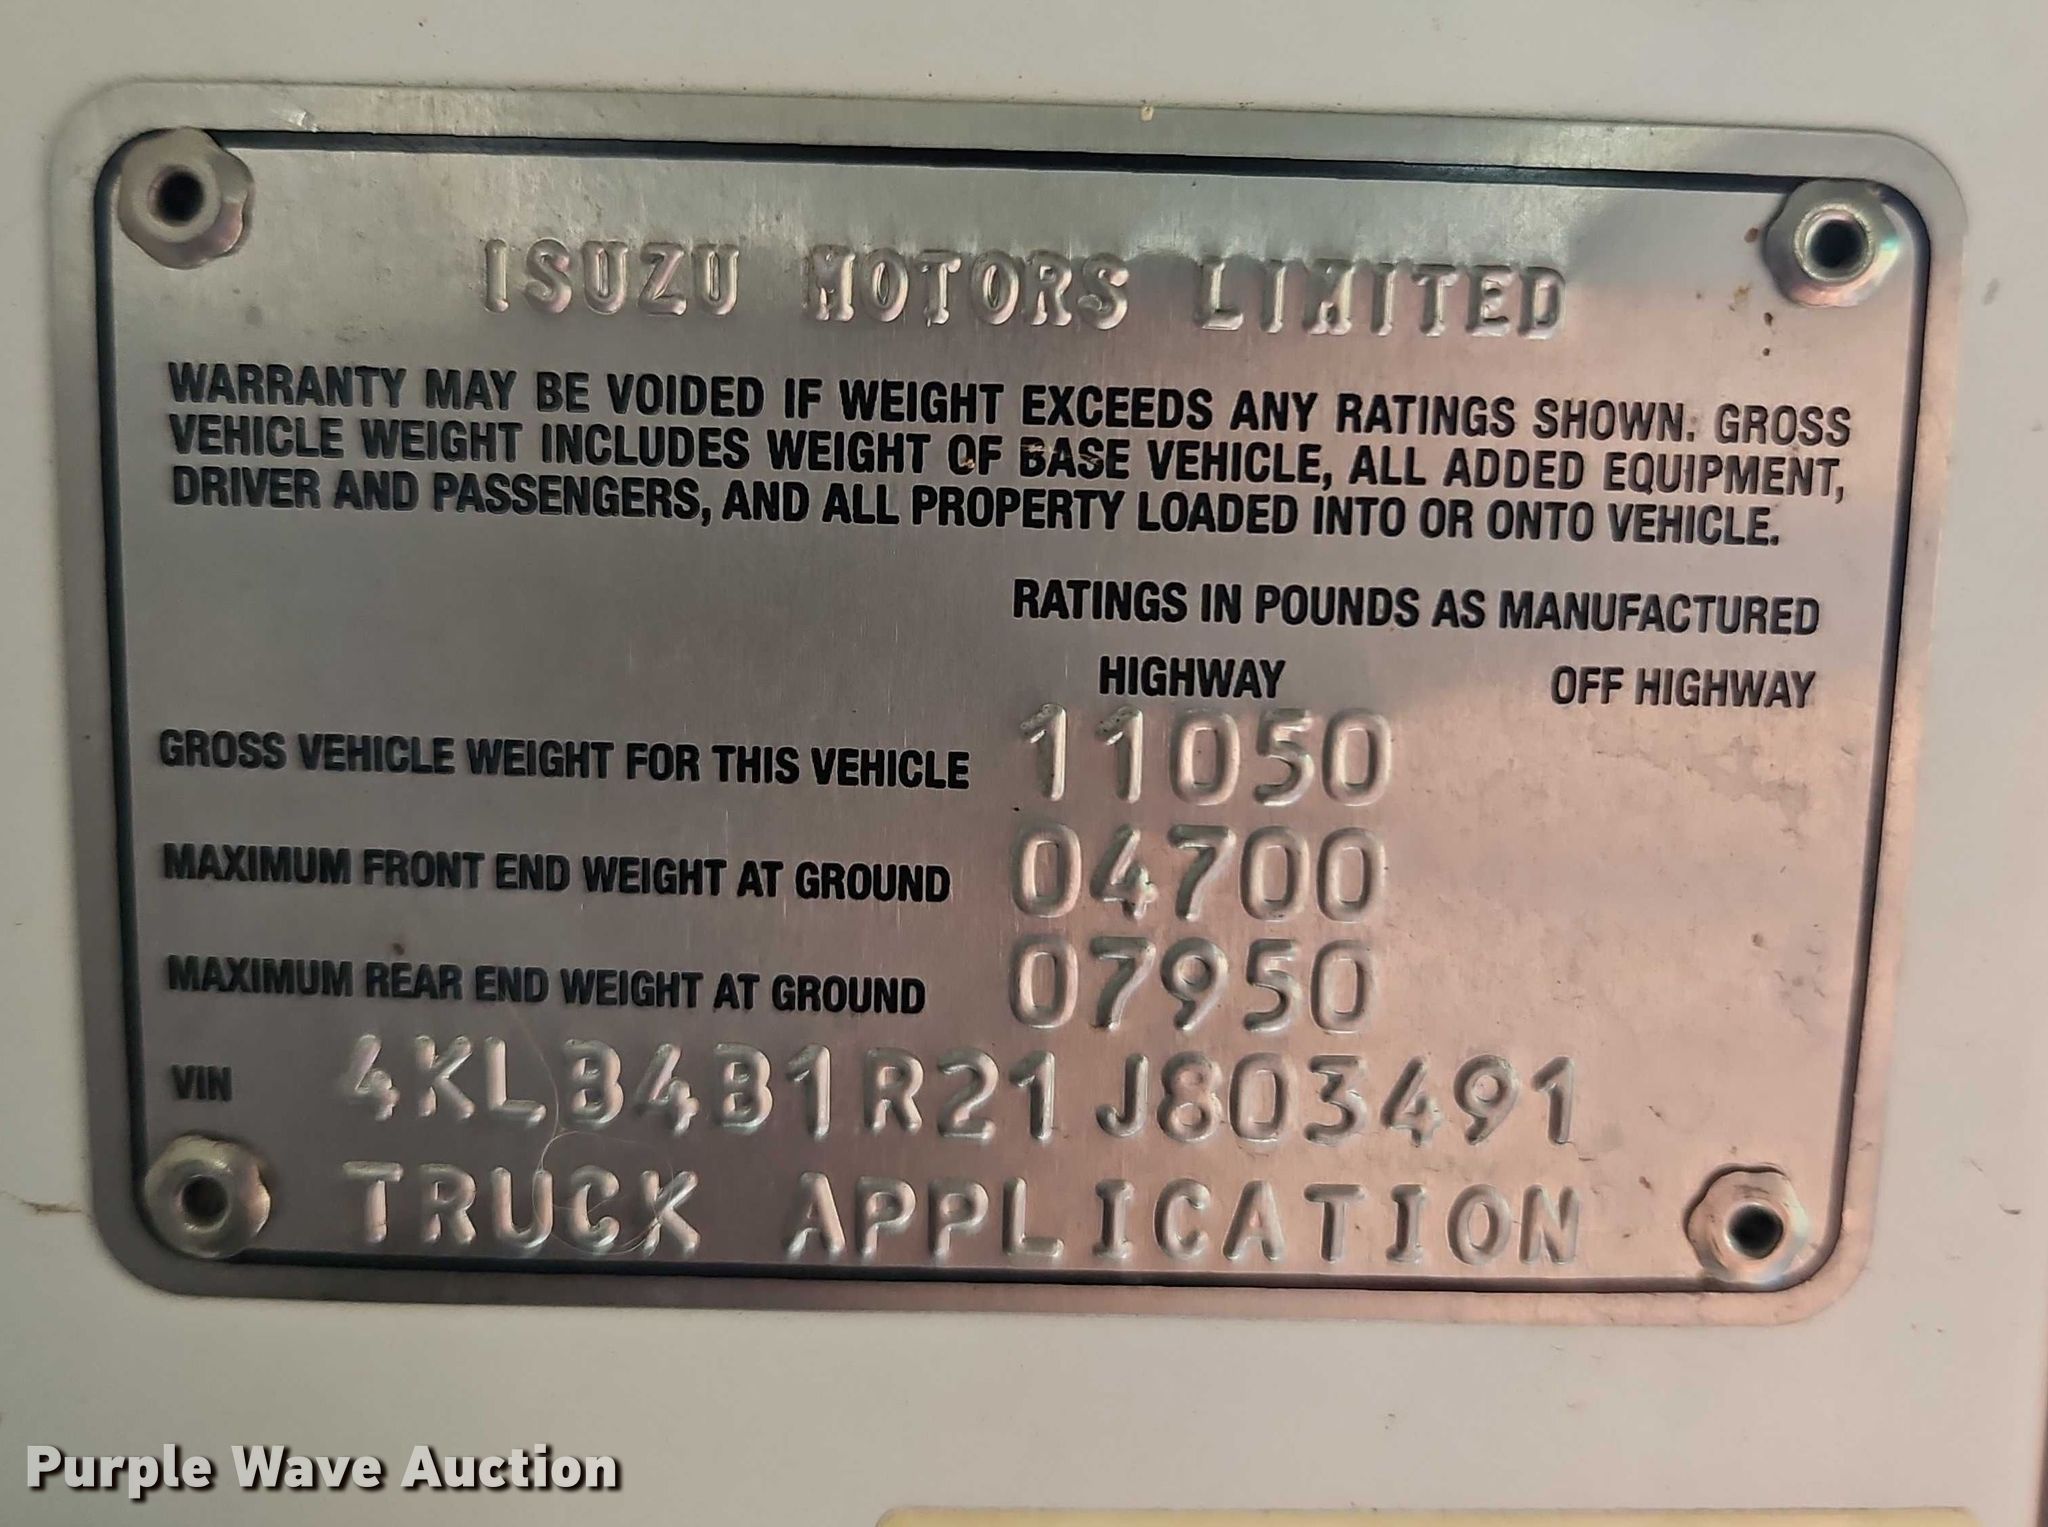 ISUZU MOTORS LIMITED
WARRANTY MAY BE VOIDED IF WEIGHT EXCEEDS ANY RATINGS SHOWN. GROSS
VEHICLE WEIGHT INCLUDES WEIGHT OF BASE VEHICLE, ALL ADDED EQUIPMENT,
DRIVER AND PASSENGERS, AND ALL PROPERTY LOADED INTO OR ONTO VEHICLE.
RATINGS IN POUNDS AS MANUFACTURED
HIGHWAY OFF HIGHWAY
GROSS VEHICLE WEIGHT FOR THIS VEHICLE 11050
MAXIMUM FRONT END WEIGHT AT GROUND 04700
MAXIMUM REAR END WEIGHT AT GROUND 07950
VIN 4KLB4B1R21J803491
TRUCK APPLICATION
Purple Wave Auction